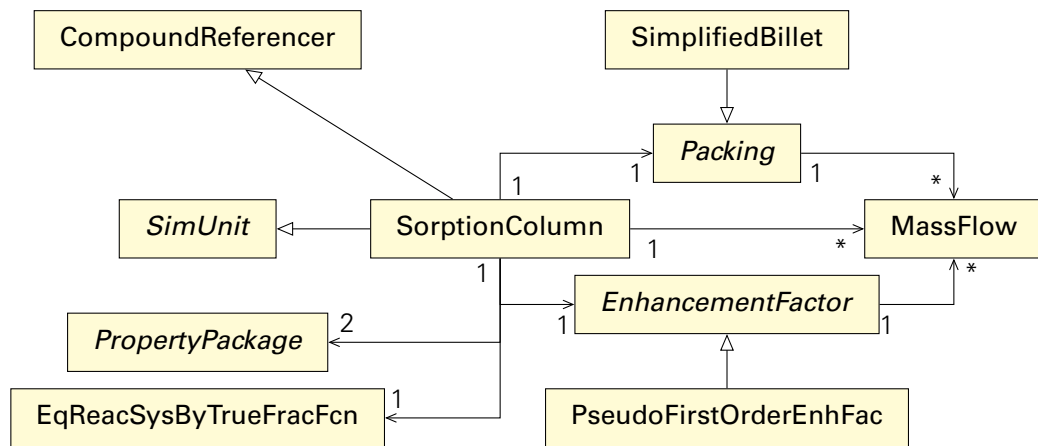 CompoundReferencer
SimplifiedBillet
Packing
1
1
1
*
SimUnit
SorptionColumn
MassFlow
1
*
1
*
EnhancementFactor
1
1
PropertyPackage
2
EqReacSysByTrueFracFcn
1
PseudoFirstOrderEnhFac